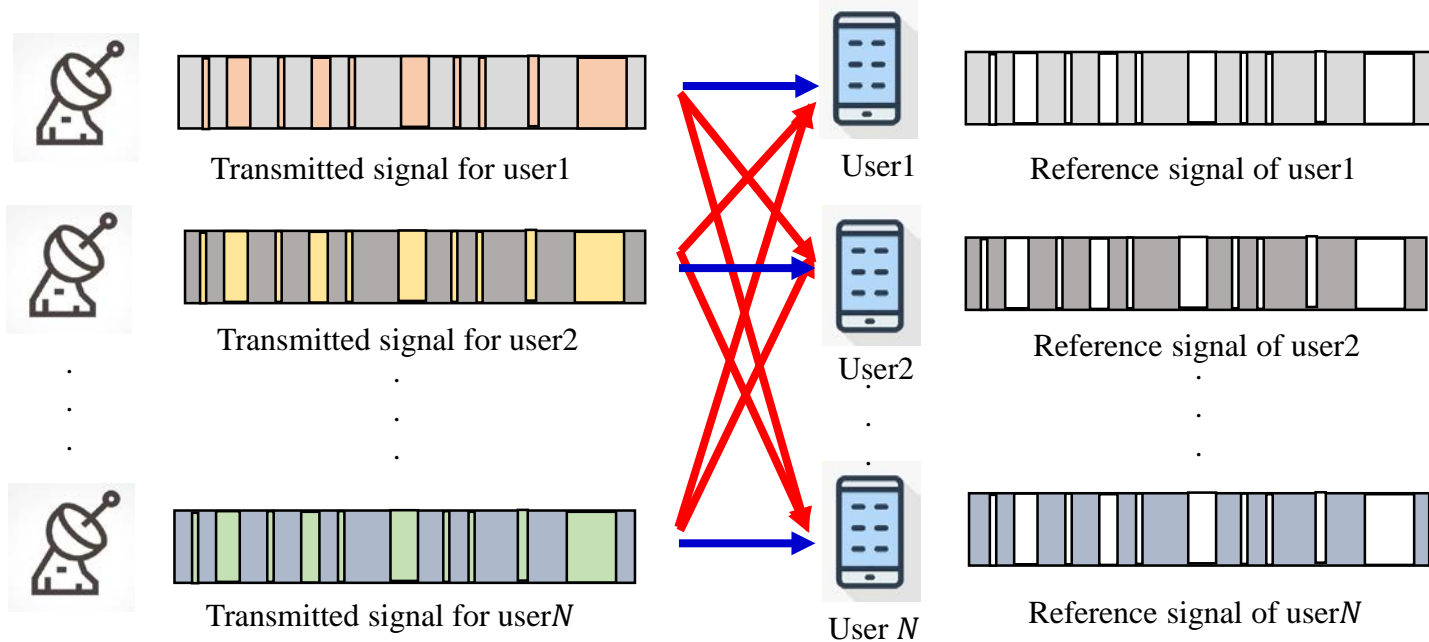 Transmitted signal for user1
User1
Reference signal of user1
Transmitted signal for user2
User2
Reference signal of user2
Transmitted signal for userN
User N
Reference signal of userN